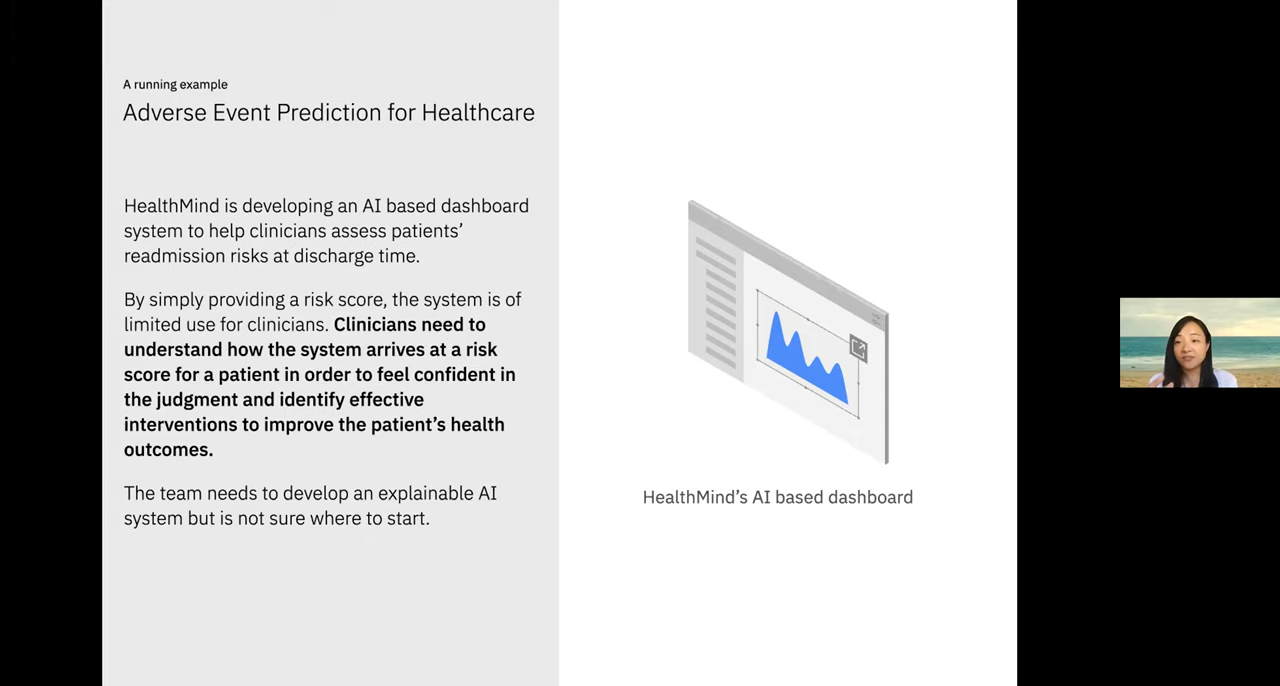 A running example
Adverse Event Prediction for Healthcare
HealthMind is developing an AI based dashboard
system to help clinicians assess patients’
readmission risks at discharge time.
By simply providing a risk score, the system is of
limited use for clinicians. Clinicians need to
understand how the system arrives at a risk
score for a patient in order to feel confident in
the judgment and identify effective
interventions to improve the patient’s health
outcomes.
The team needs to develop an explainable AI
system but is not sure where to start.
HealthMind’s AI based dashboard